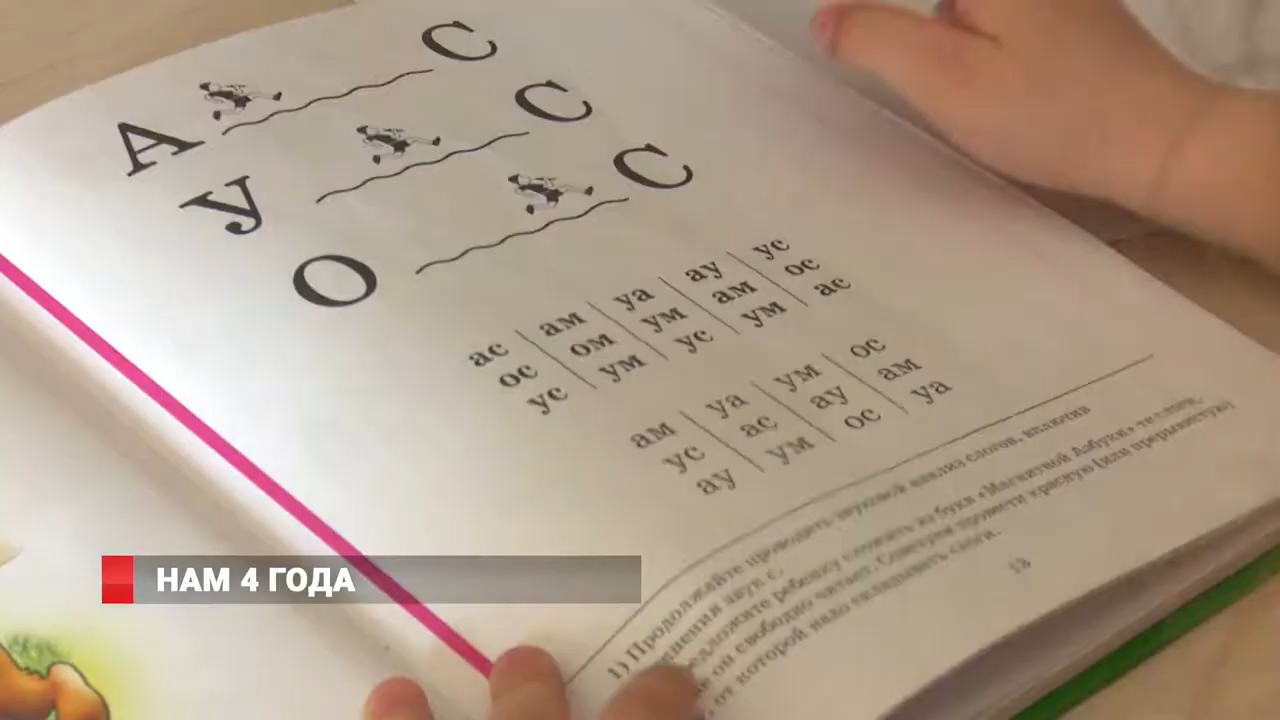 А С
У С
О С
ас ам уа ау ус
ос ом ум ам ос
ус ум ус ум ас
ам уа ум ос
ус ас ау ам
ау ум ос уа
1) Продолжайте проводить звуковой анализ слогов, включив
звук с.
предложите ребенку сложить из букв «Магнитной Азбуки» те слоги,
он свободно читает. Советуем провести красную (или прерывистую)
от которой надо складывать слоги.
13
НАМ 4 ГОДА